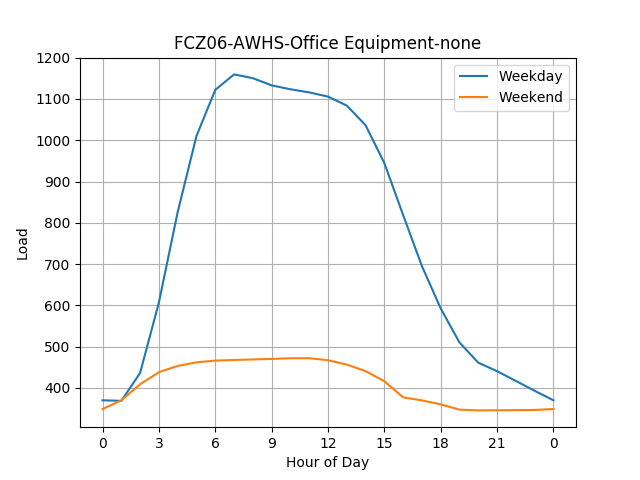 FCZ06-AWHS-Office Equipment-none
Weekday
Weekend
1200
1100
1000
900
800
700
600
500
400
Load
0 3 6 9 12 15 18 21 0
Hour of Day